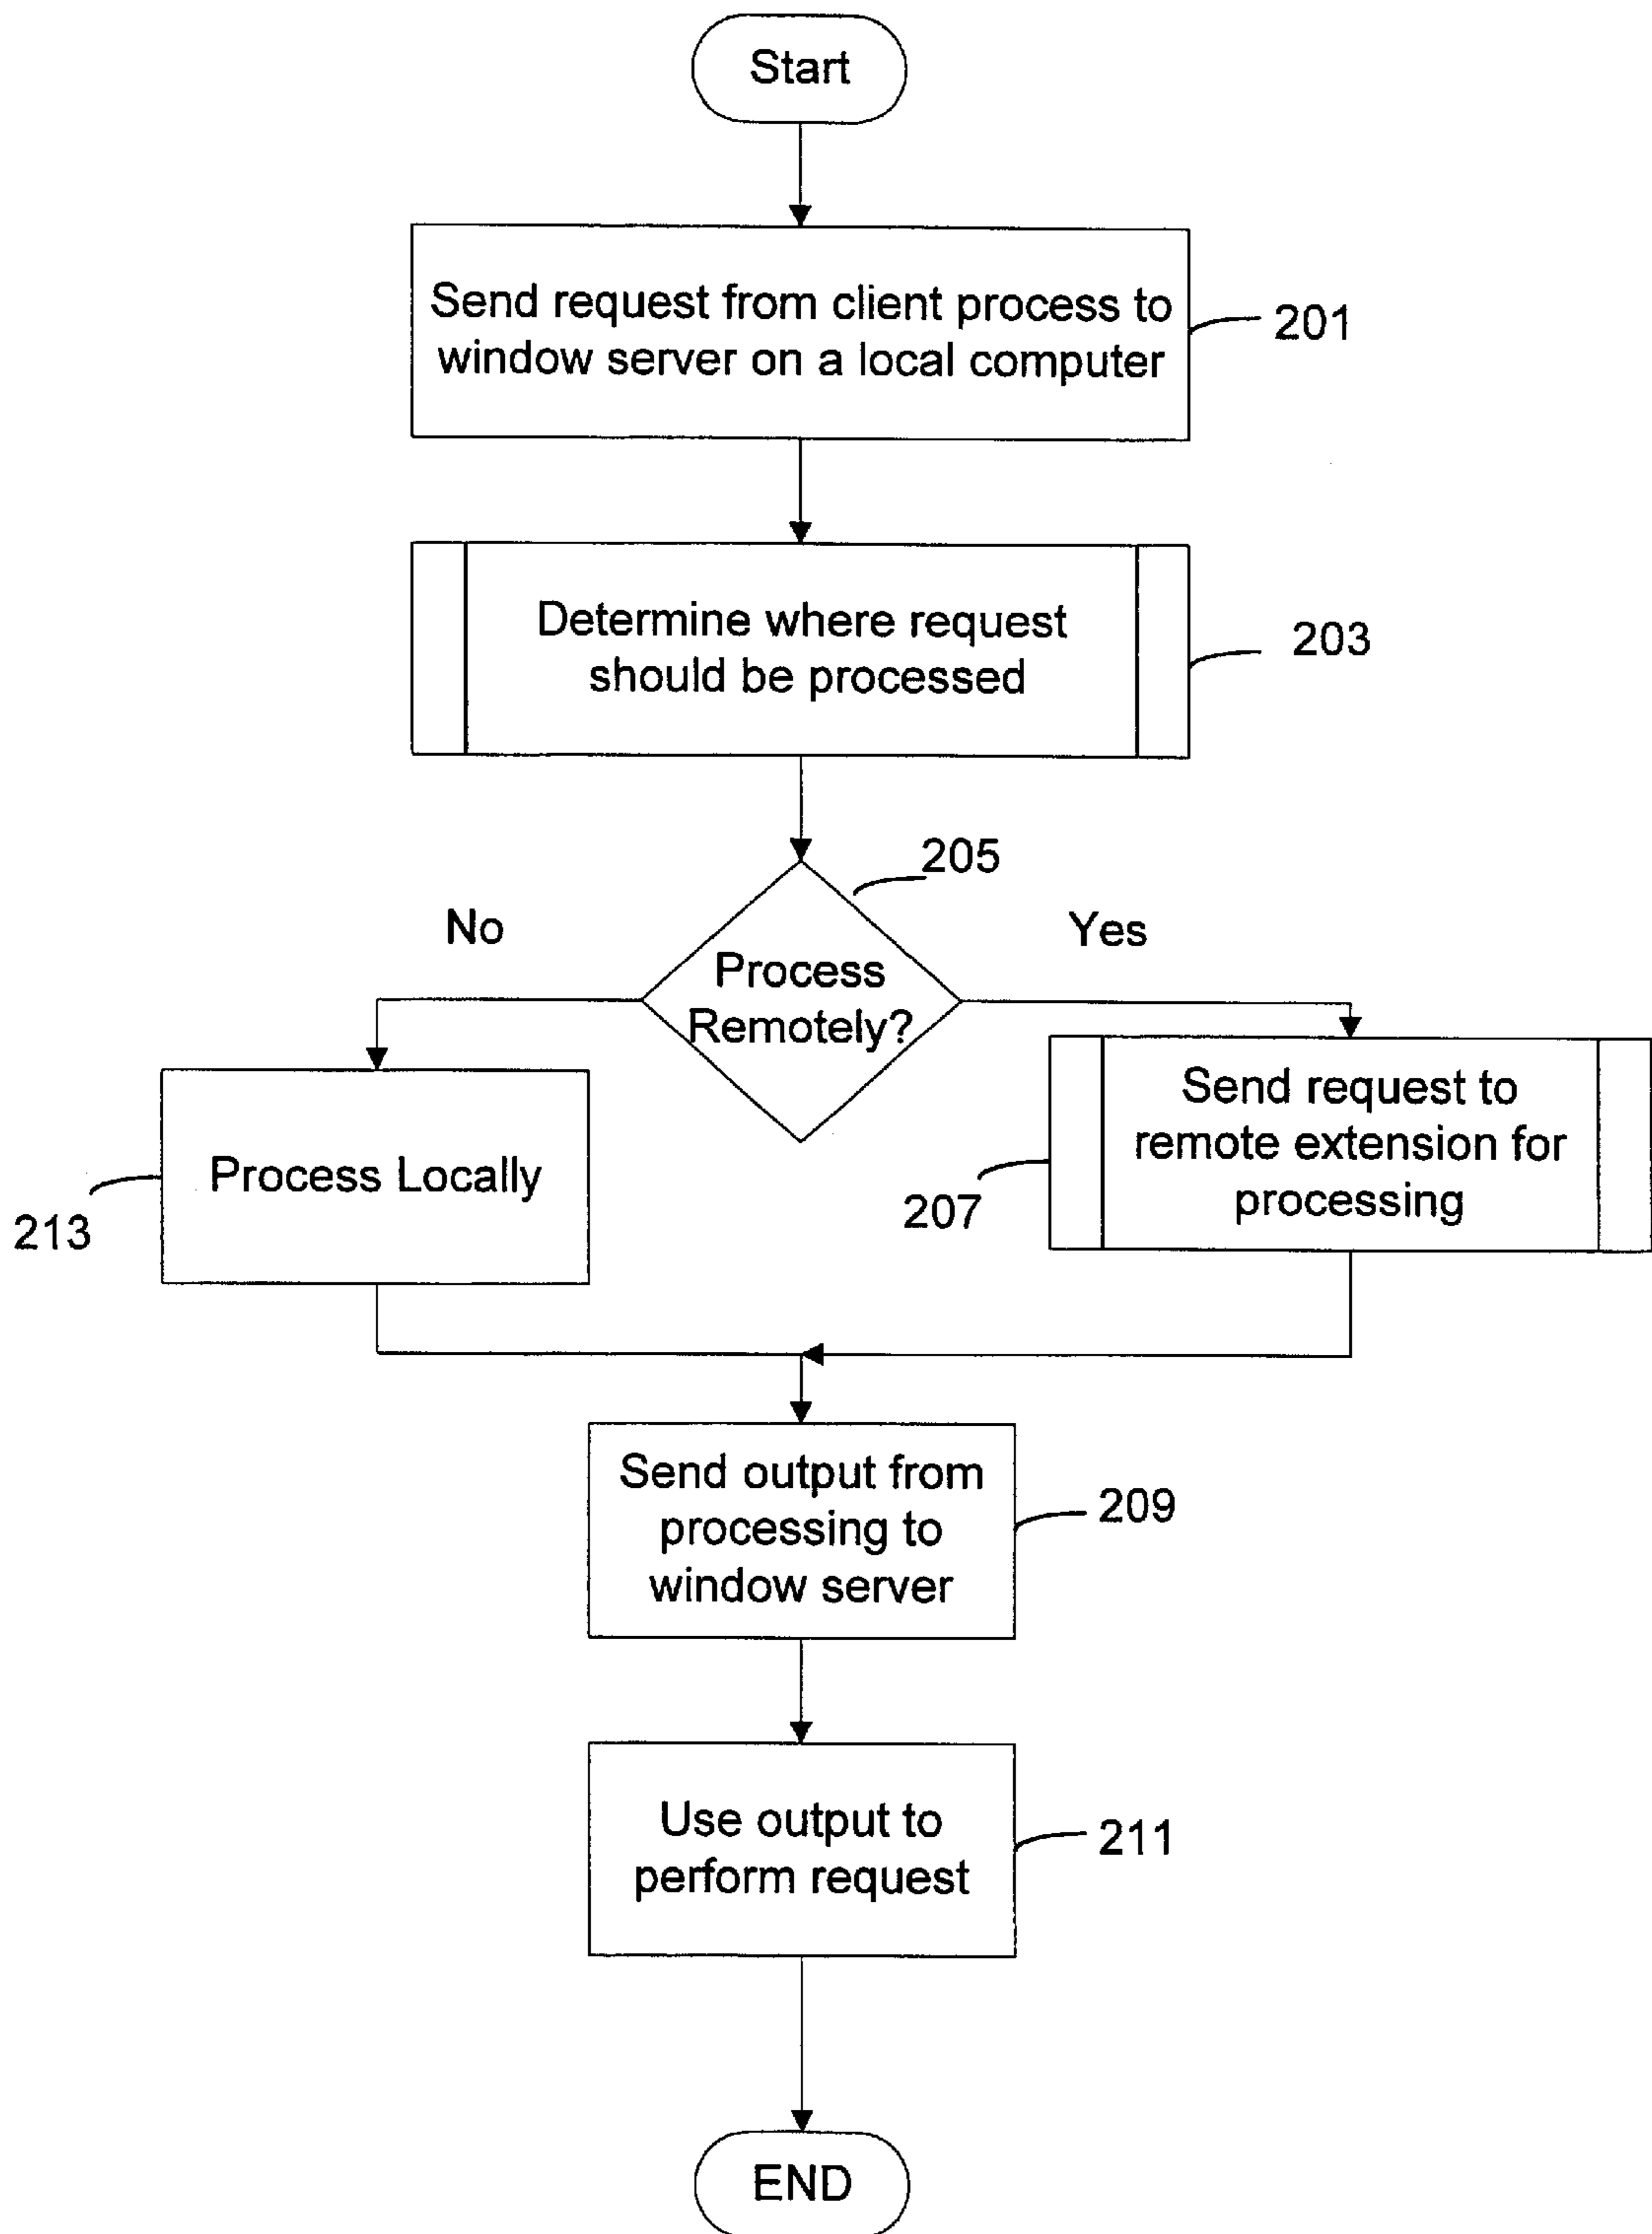 Start
Send request from client process to
window server on a local computer
201
Determine where request
should be processed
203
205
No
Yes
Process
Remotely?
Process Locally
213
Send request to
remote extension for
processing
207
Send output from
processing to
window server
209
Use output to
perform request
211
END